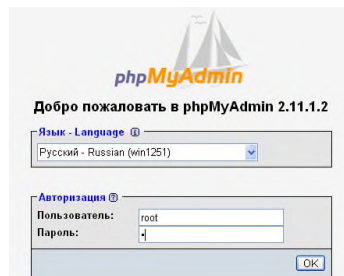 phpMyAdmin
Добро пожаловать в phpMyAdmin 2.11.1.2
Язык - Language
Русский - Russian (win1251)
Авторизация
Пользователь: root
Пароль: •
OK